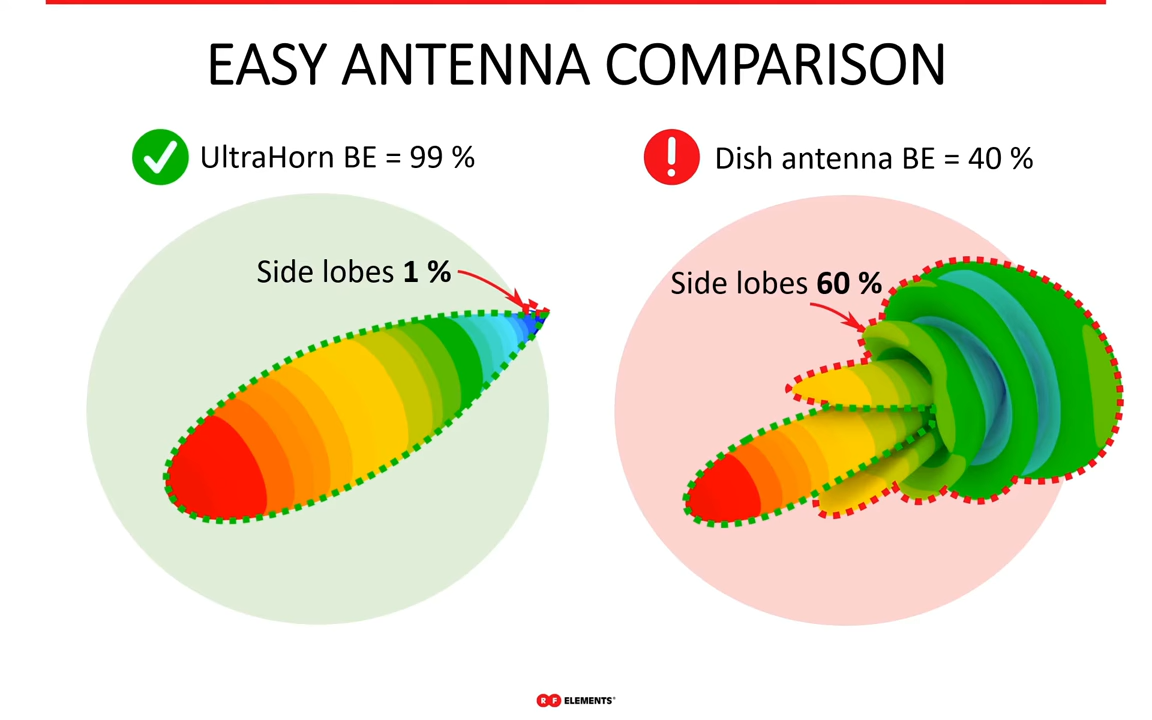 EASY ANTENNA COMPARISON
UltraHorn BE = 99 %
Dish antenna BE = 40 %
Side lobes 1 %
Side lobes 60 %
RF ELEMENTS®